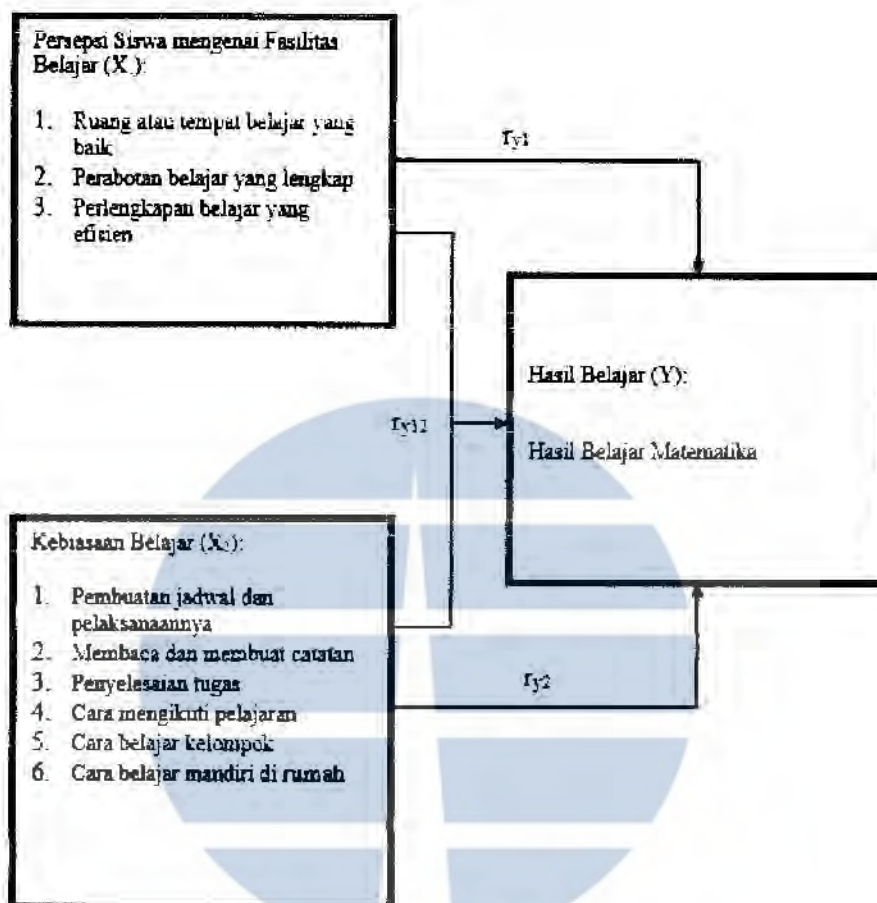 Persepsi Siswa mengenai Fasilitas
Belajar (X ):
1. Ruang atau tempat belajar yang
baik
2. Perabotan belajar yang lengkap
3. Perlengkapan belajar yang
efisien
ry1
Hasil Belajar (Y):
Hasil Belajar Matematika
ry12
Kebiasaan Belajar (X2):
1. Pembuatan jadwal dan
pelaksanaannya
2. Membaca dan membuat catatan
3. Penyelesaian tugas
4. Cara mengikuti pelajaran
5. Cara belajar kelompok
6. Cara belajar mandiri di rumah
ry2